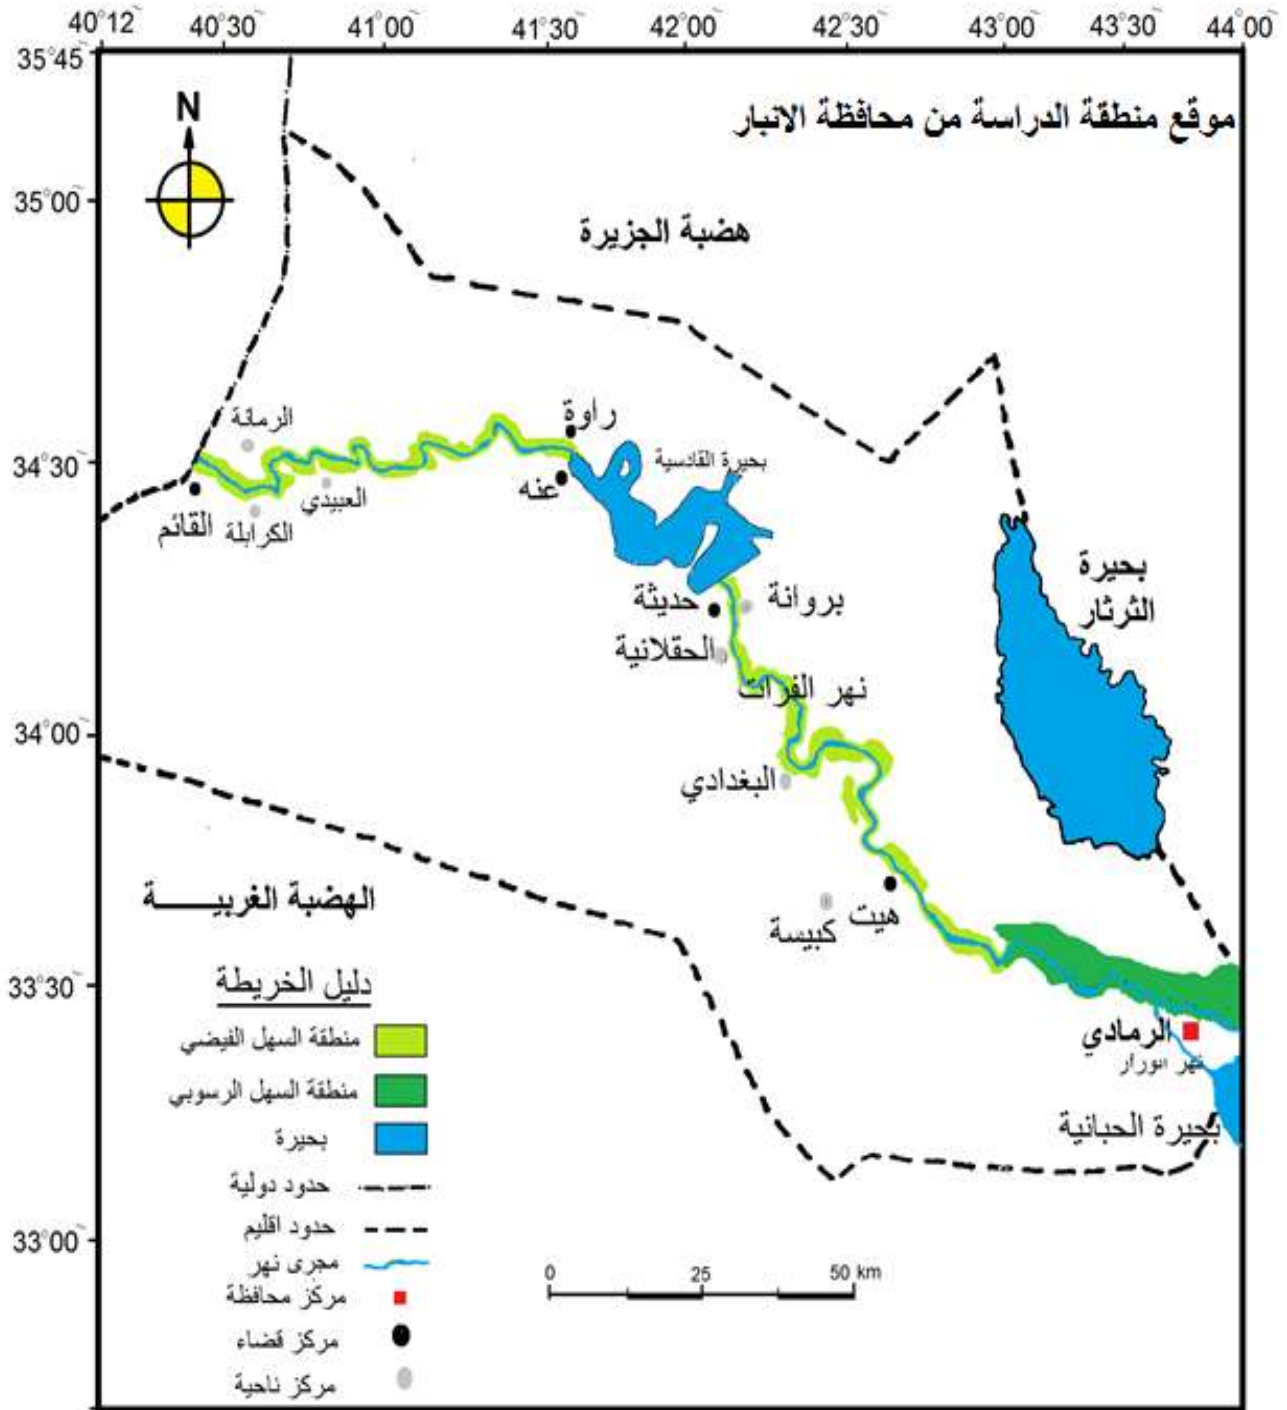 40°12 40°30 41°00 41°30 42°00 42°30 43°00 43°30 44°00
35°45
35°00
34°30
34°00
33°30
33°00
N
موقع منطقة الدراسة من محافظة الانبار
هضبة الجزيرة
راوة
الرمانة
بحيرة القادسية
عنه
العبيدي
القائم
الكرابلة
بحيرة
الثرثار
بروانة
حديثة
الحقلانية
نهر الفرات
البغدادي
الهضبة الغربيـــــة
هيت
كبيسة
الرمادي
نهر الورار
بحيرة الحبانية
دليل الخريطة
منطقة السهل الفيضي
منطقة السهل الرسوبي
بحيرة
حدود دولية
حدود اقليم
مجرى نهر
مركز محافظة
مركز قضاء
مركز ناحية
0 25 50 km